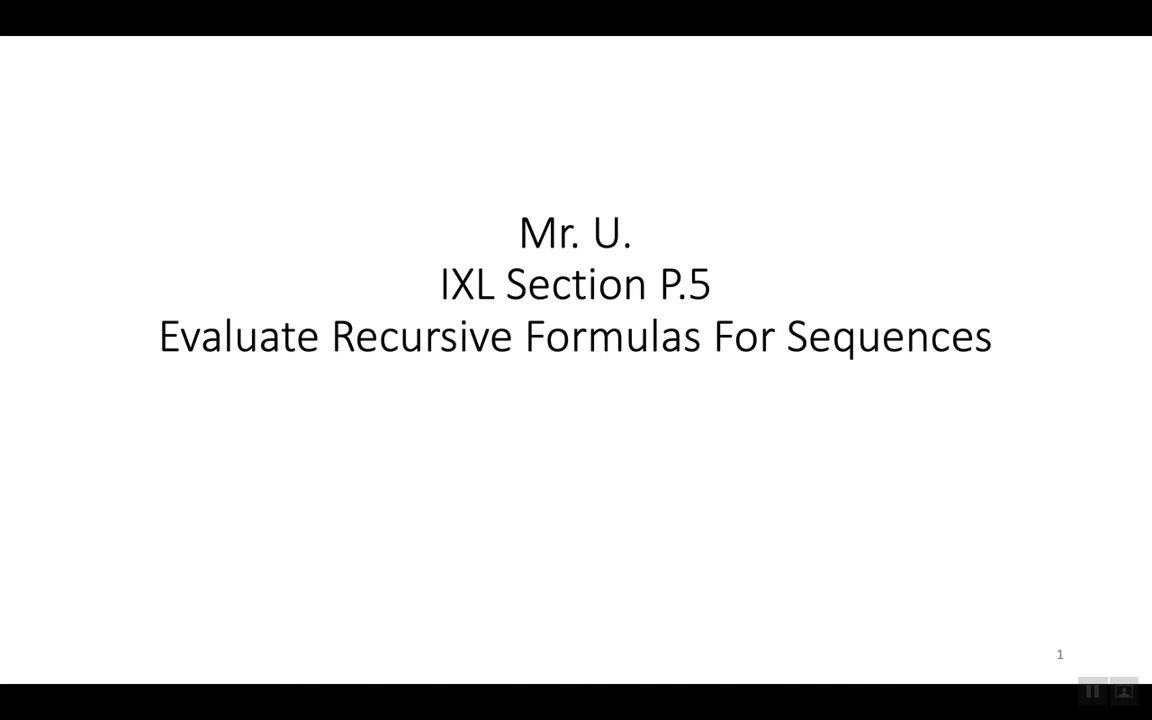 Mr. U.
IXL Section P.5
Evaluate Recursive Formulas For Sequences
1